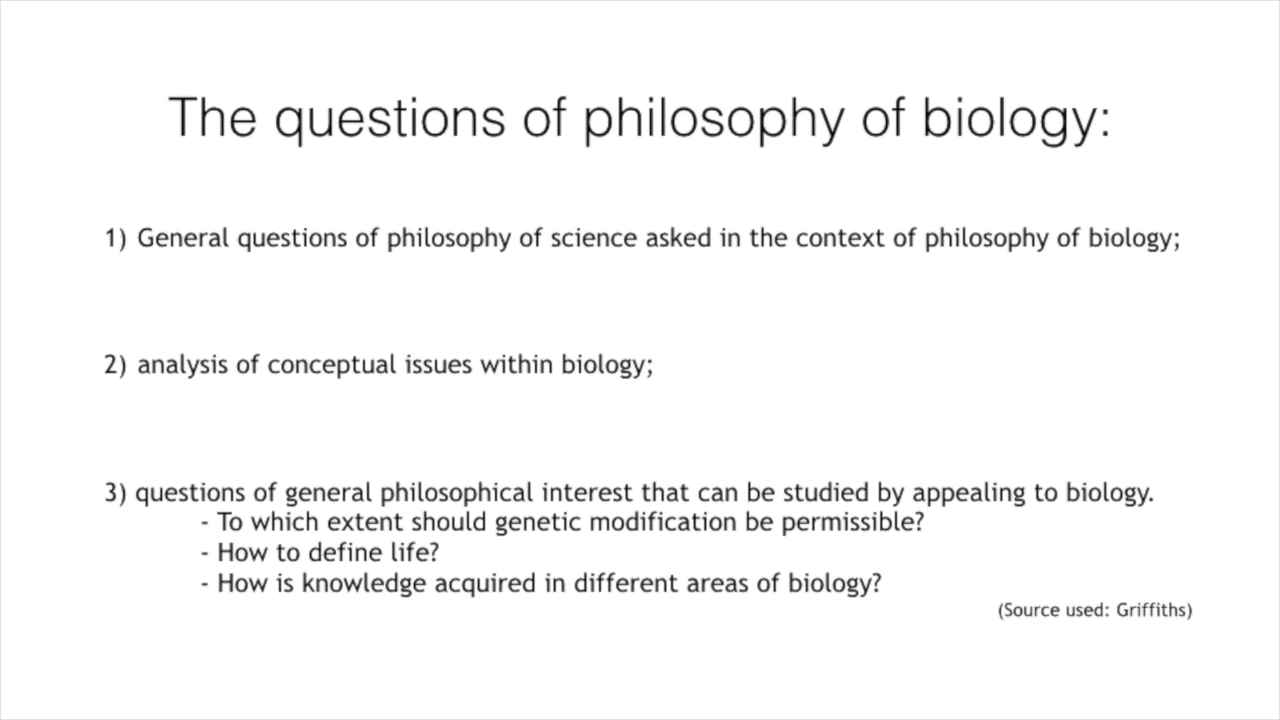 The questions of philosophy of biology:
1) General questions of philosophy of science asked in the context of philosophy of biology;
2) analysis of conceptual issues within biology;
3) questions of general philosophical interest that can be studied by appealing to biology.
- To which extent should genetic modification be permissible?
- How to define life?
- How is knowledge acquired in different areas of biology?
(Source used: Griffiths)